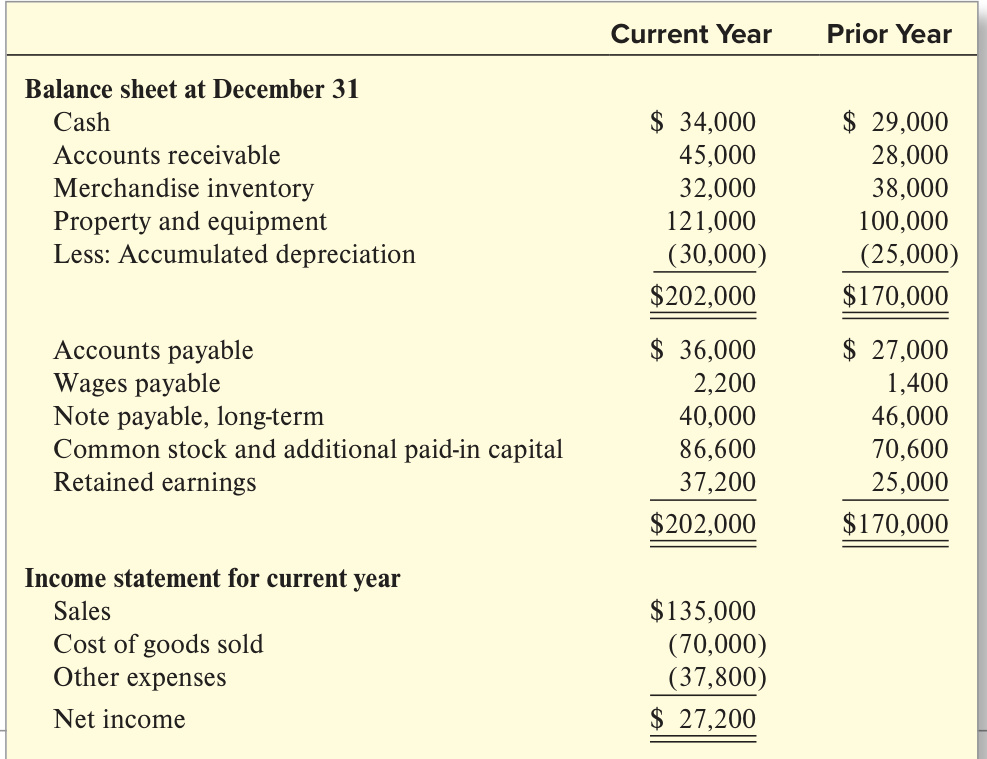 Current Year Prior Year
Balance sheet at December 31
Cash $ 34,000 $ 29,000
Accounts receivable 45,000 28,000
Merchandise inventory 32,000 38,000
Property and equipment 121,000 100,000
Less: Accumulated depreciation (30,000) (25,000)
$202,000 $170,000
Accounts payable $ 36,000 $ 27,000
Wages payable 2,200 1,400
Note payable, long-term 40,000 46,000
Common stock and additional paid-in capital 86,600 70,600
Retained earnings 37,200 25,000
$202,000 $170,000
Income statement for current year
Sales $135,000
Cost of goods sold (70,000)
Other expenses (37,800)
Net income $ 27,200